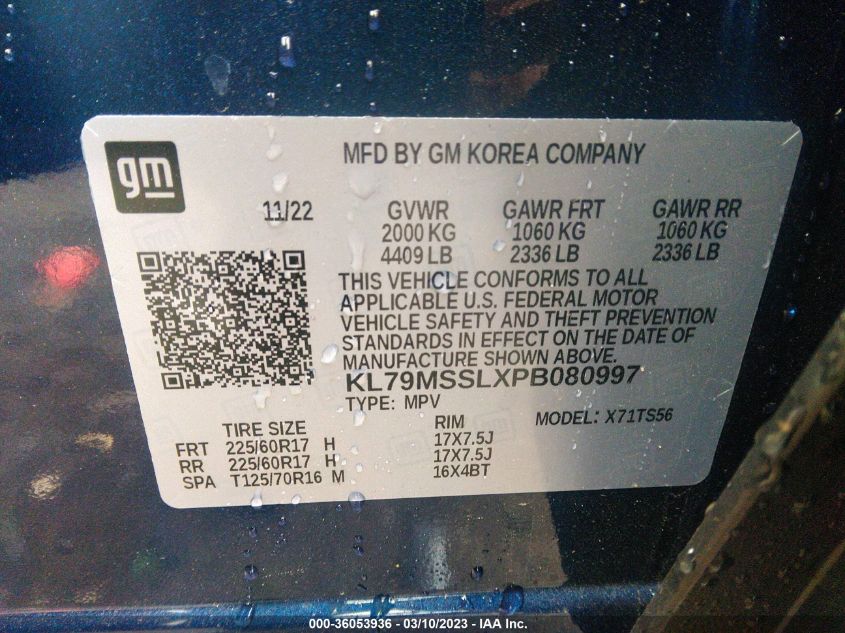 gm
MFD BY GM KOREA COMPANY
11/22 GVWR GAWR FRT GAWR RR
2000 KG 1060 KG 1060 KG
4409 LB 2336 LB 2336 LB
THIS VEHICLE CONFORMS TO ALL
APPLICABLE U.S. FEDERAL MOTOR
VEHICLE SAFETY AND THEFT PREVENTION
STANDARDS IN EFFECT ON THE DATE OF
MANUFACTURE SHOWN ABOVE.
KL79MSSLXPB080997
TYPE: MPV MODEL: X71TS56
TIRE SIZE RIM
FRT 225/60R17 H 17X7.5J
RR 225/60R17 H 17X7.5J
SPA T125/70R16 M 16X4BT
000-36053936 - 03/10/2023 - IAA Inc.